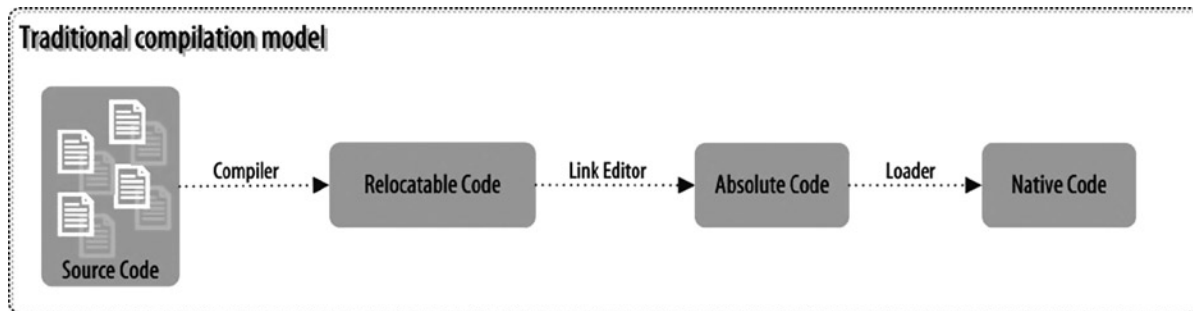 Traditional compilation model
Source Code
Compiler
Relocatable Code
Link Editor
Absolute Code
Loader
Native Code